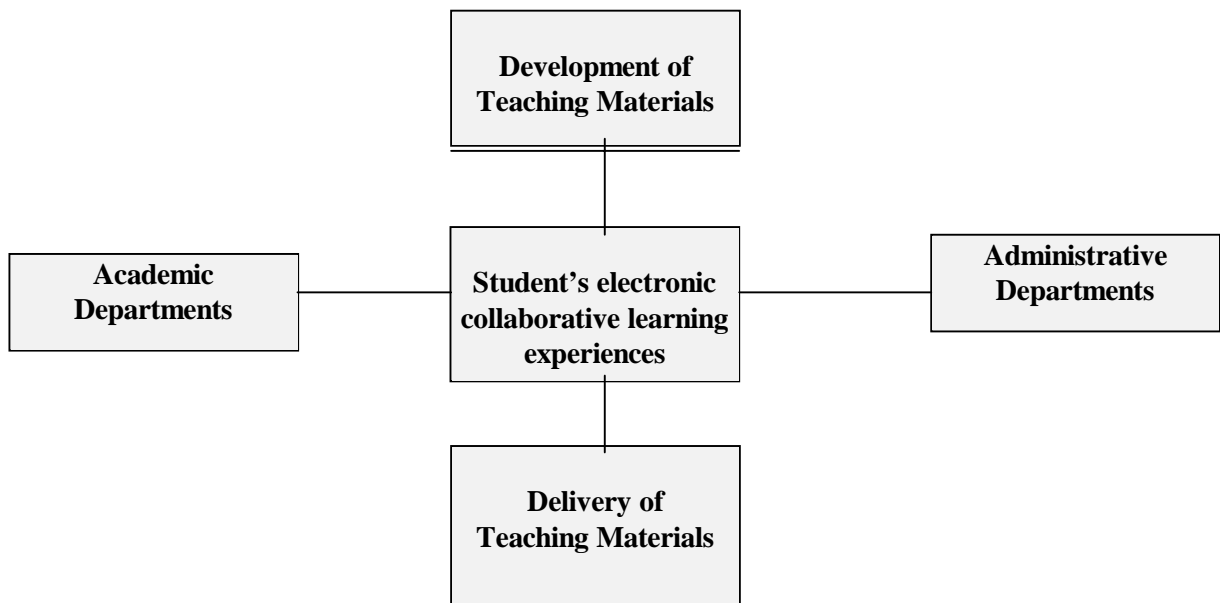 Development of
Teaching Materials
Academic
Departments
Student’s electronic
collaborative learning
experiences
Administrative
Departments
Delivery of
Teaching Materials